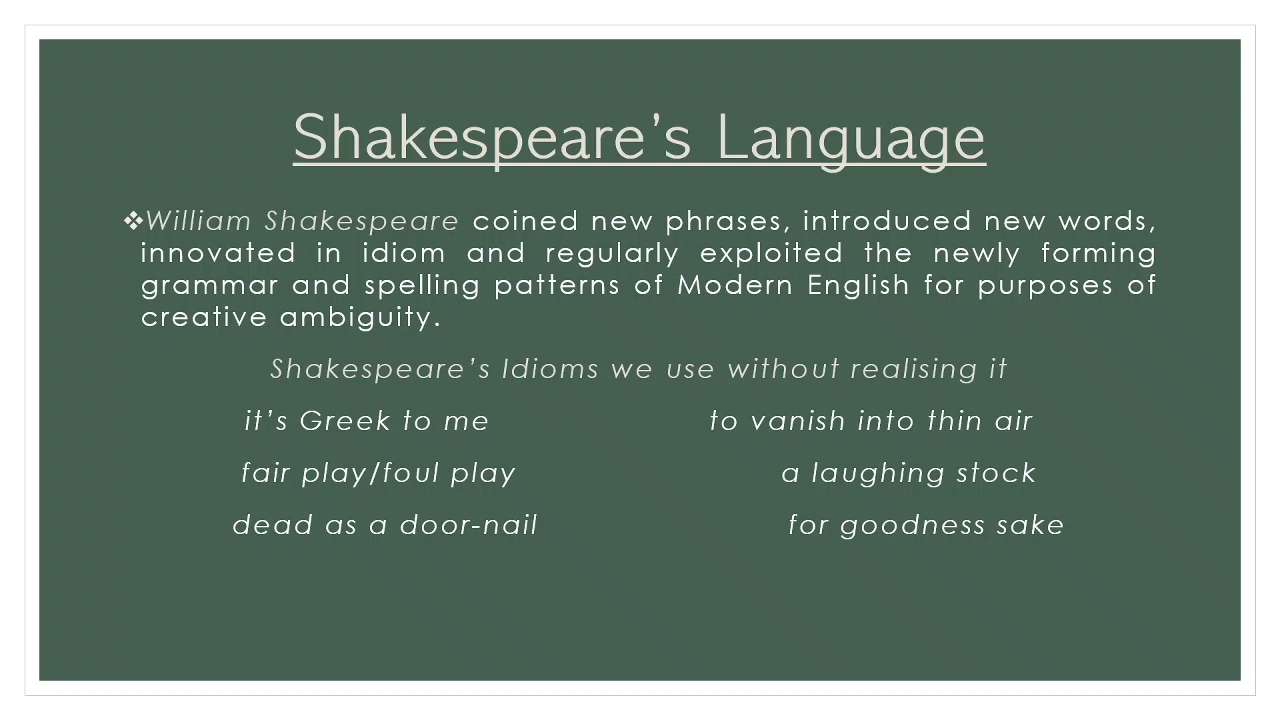 Shakespeare's Language
❖William Shakespeare coined new phrases, introduced new words,
innovated in idiom and regularly exploited the newly forming
grammar and spelling patterns of Modern English for purposes of
creative ambiguity.
Shakespeare's Idioms we use without realising it
it's Greek to me to vanish into thin air
fair play/foul play a laughing stock
dead as a door-nail for goodness sake